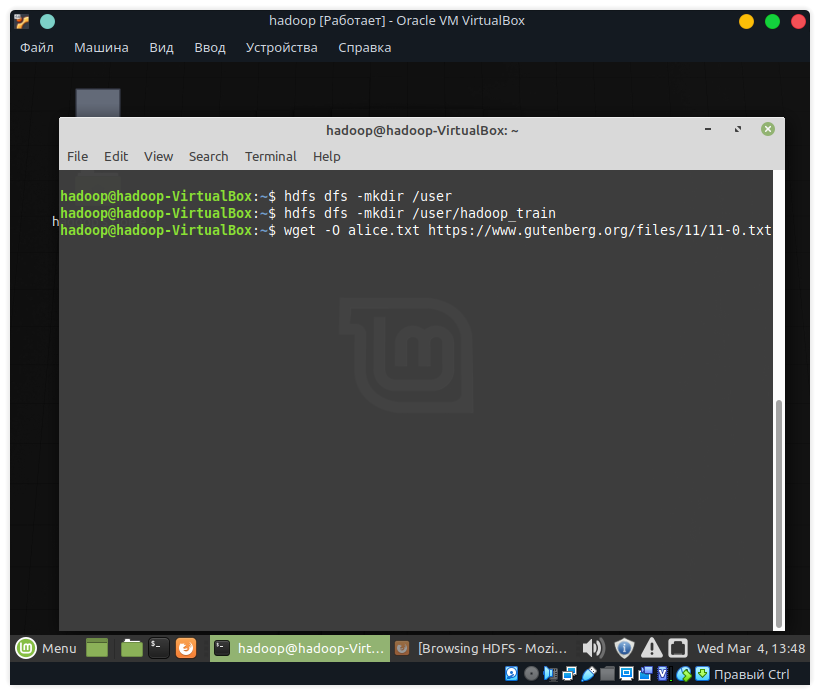 hadoop [Работает] - Oracle VM VirtualBox
Файл Машина Вид Ввод Устройства Справка
hadoop@hadoop-VirtualBox: ~
File Edit View Search Terminal Help
hadoop@hadoop-VirtualBox:~$ hdfs dfs -mkdir /user
hadoop@hadoop-VirtualBox:~$ hdfs dfs -mkdir /user/hadoop_train
h
hadoop@hadoop-VirtualBox:~$ wget -O alice.txt https://www.gutenberg.org/files/11/11-0.txt
Menu hadoop@hadoop-Virt... [Browsing HDFS - Mozi... Wed Mar 4, 13:48
Правый Ctrl